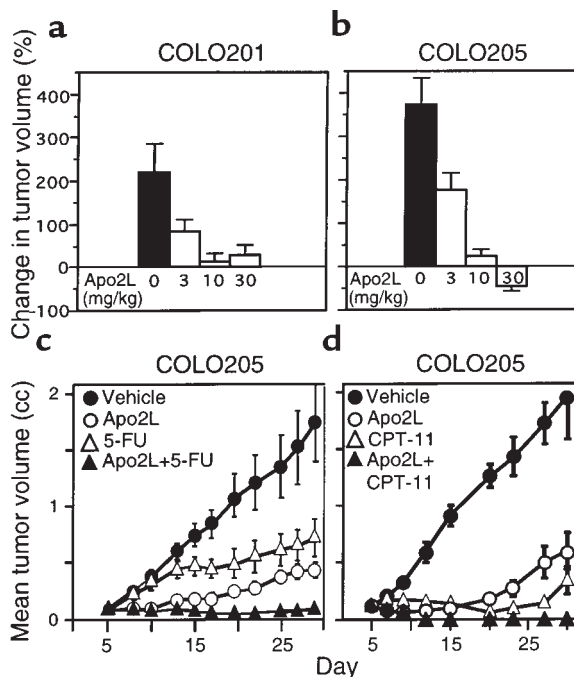 a
COLO201
b
COLO205
Change in tumor volume (%)
400
300
200
100
0
-100
Apo2L
(mg/kg)
0 3 10 30
Apo2L
(mg/kg)
0 3 10 30
c
COLO205
d
COLO205
Mean tumor volume (cc)
2
1
0
Vehicle
Apo2L
5-FU
Apo2L+5-FU
Vehicle
Apo2L
CPT-11
Apo2L+
CPT-11
5 15 25
5 15 25
Day